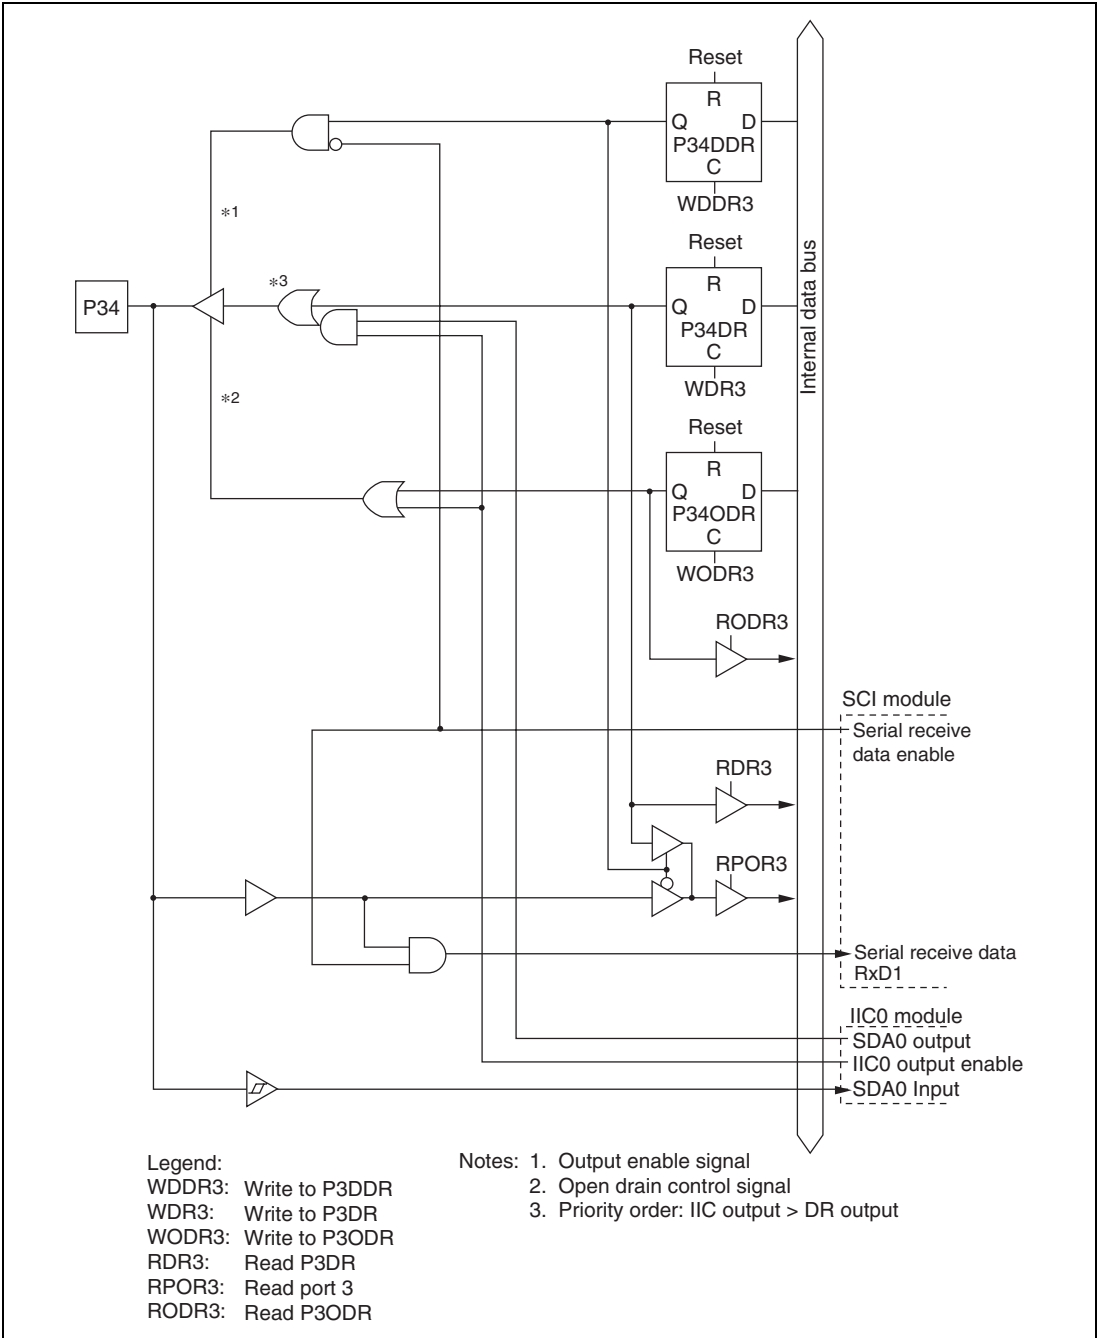 Reset
R
Q D
P34DDR
C
WDDR3
*1
Reset
R
*3
P34
Q D
P34DR
C
WDR3
Internal data bus
*2
Reset
R
Q D
P34ODR
C
WODR3
RODR3
SCI module
Serial receive
data enable
RDR3
RPOR3
Serial receive data
RxD1
IIC0 module
SDA0 output
IIC0 output enable
SDA0 Input
Legend:
WDDR3: Write to P3DDR
WDR3: Write to P3DR
WODR3: Write to P3ODR
RDR3: Read P3DR
RPOR3: Read port 3
RODR3: Read P3ODR
Notes: 1. Output enable signal
2. Open drain control signal
3. Priority order: IIC output > DR output